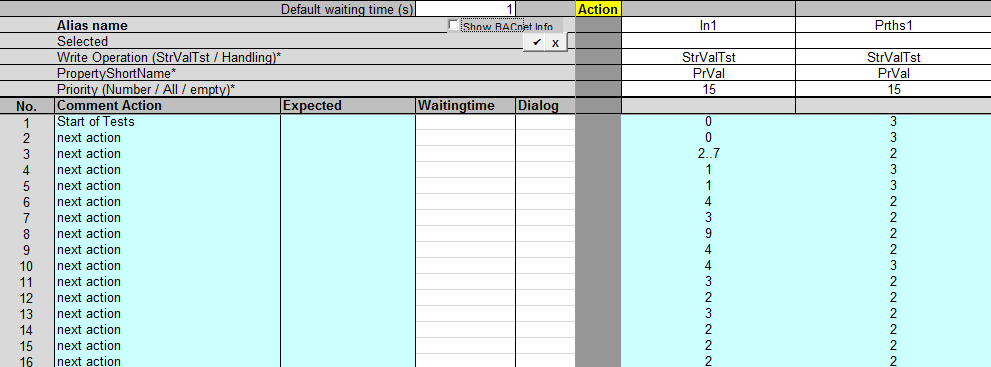 Default waiting time (s) 1 Action
Alias name Show BACnet Info In1 Prths1
Selected ✔ x
Write Operation (StrValTst / Handling)* StrValTst StrValTst
PropertyShortName* PrVal PrVal
Priority (Number / All / empty)* 15 15
No. Comment Action Expected Waitingtime Dialog
1 Start of Tests 0 3
2 next action 0 3
3 next action 2..7 2
4 next action 1 3
5 next action 1 3
6 next action 4 2
7 next action 3 2
8 next action 9 2
9 next action 4 2
10 next action 4 3
11 next action 3 2
12 next action 2 2
13 next action 3 2
14 next action 2 2
15 next action 2 2
16 next action 2 2